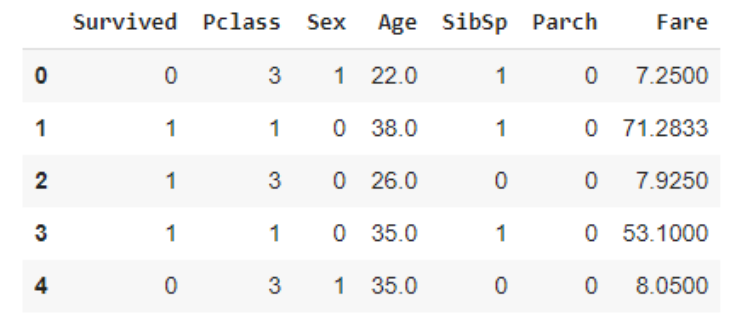 Survived Pclass Sex Age SibSp Parch Fare
0 0 3 1 22.0 1 0 7.2500
1 1 1 0 38.0 1 0 71.2833
2 1 3 0 26.0 0 0 7.9250
3 1 1 0 35.0 1 0 53.1000
4 0 3 1 35.0 0 0 8.0500